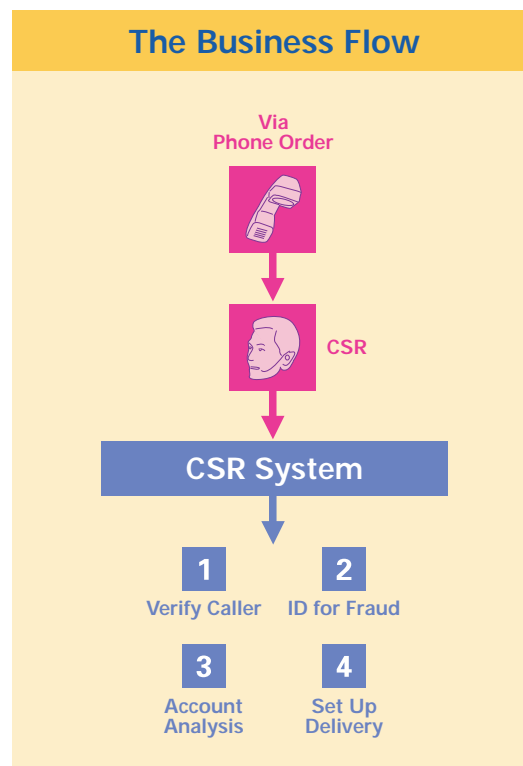 The Business Flow
Via
Phone Order
CSR
CSR System
1
Verify Caller
2
ID for Fraud
3
Account
Analysis
4
Set Up
Delivery